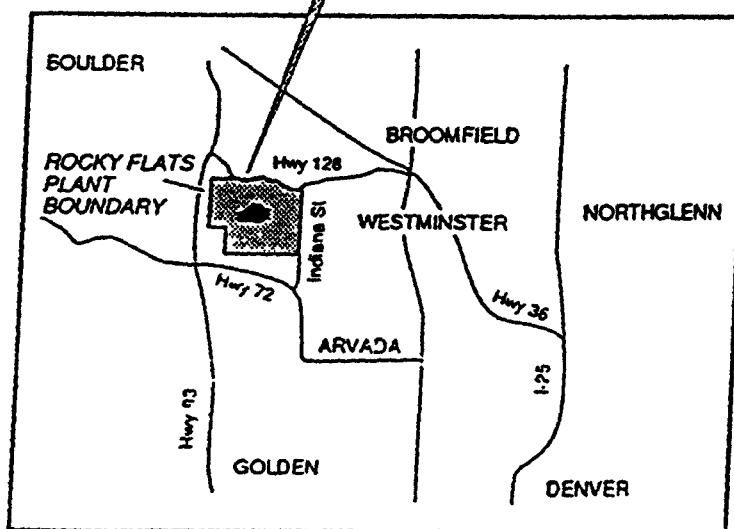 BOULDER
BROOMFIELD
ROCKY FLATS
PLANT
BOUNDARY
Hwy 128
Indiana St
WESTMINSTER
NORTHGLENN
Hwy 72
Hwy 36
ARVADA
I-25
Hwy 93
GOLDEN
DENVER